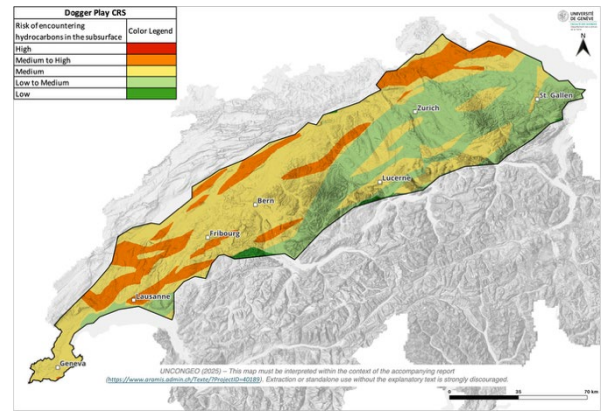 Dogger Play CRS
Risk of encountering
hydrocarbons in the subsurface
Color Legend
High
Medium to High
Medium
Low to Medium
Low
UNIVERSITÉ
DE GENÈVE
N
St. Gallen
Zurich
Lucerne
Bern
Fribourg
Lausanne
Geneva
UNCONGEO (2025) – This map must be interpreted within the context of the accompanying report
(https://www.aramis.admin.ch/Texte/?ProjectID=40189). Extraction or standalone use without the explanatory text is strongly discouraged.
0 35 70 km